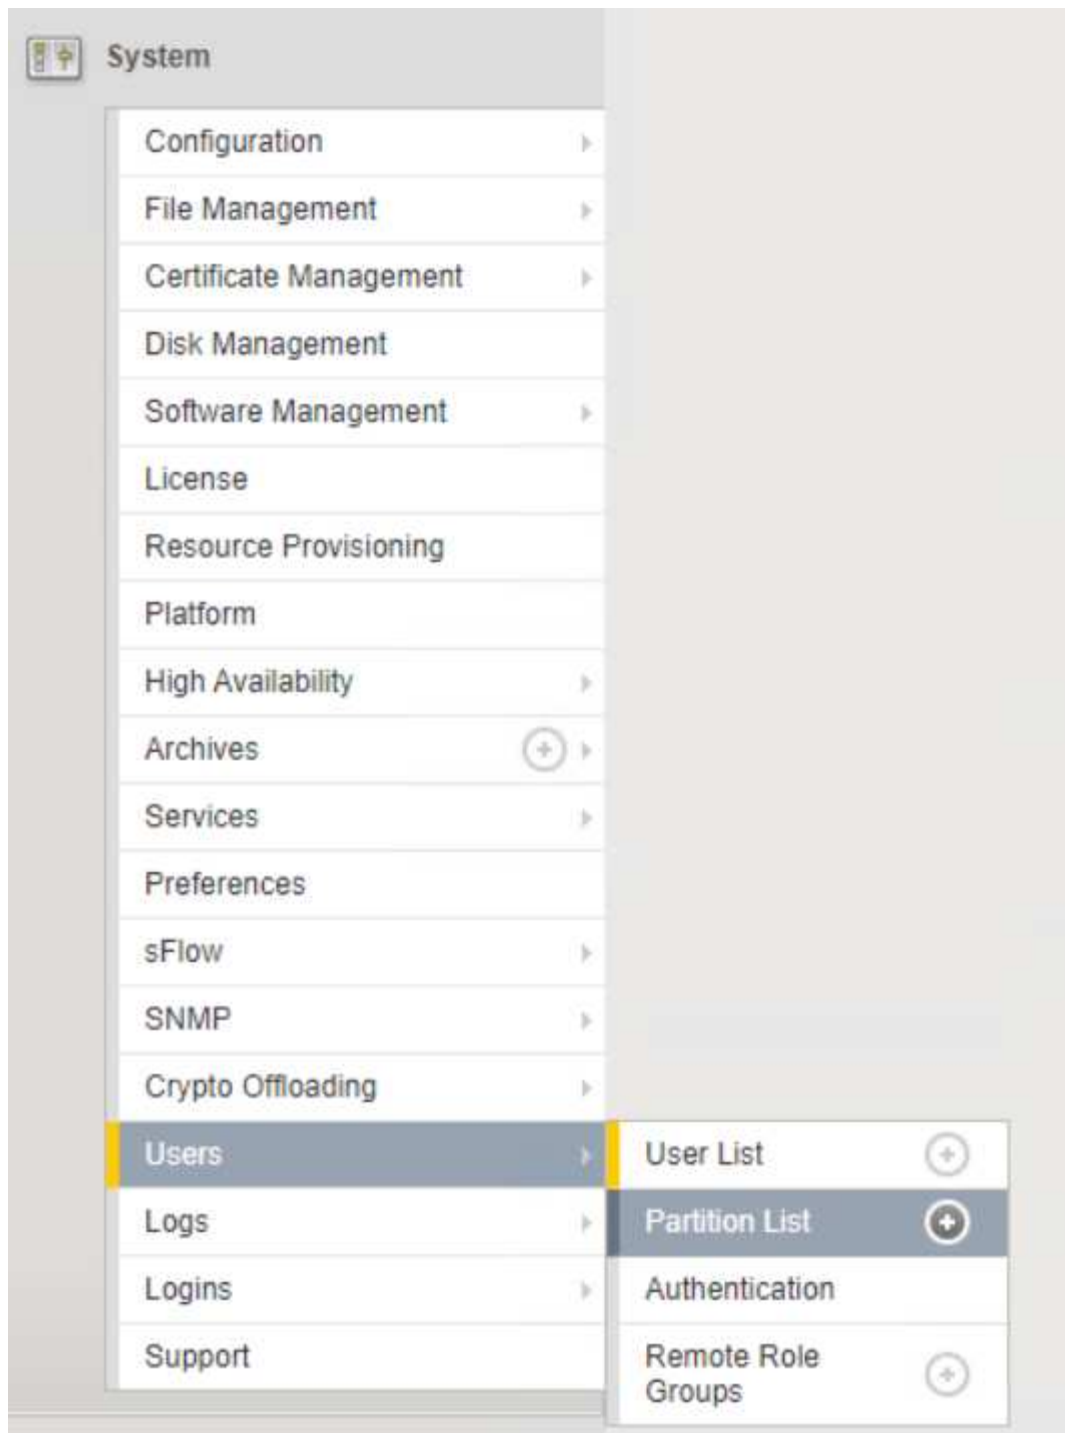 System
Configuration
File Management
Certificate Management
Disk Management
Software Management
License
Resource Provisioning
Platform
High Availability
Archives
Services
Preferences
sFlow
SNMP
Crypto Offloading
Users
Logs
Logins
Support
User List
Partition List
Authentication
Remote Role
Groups